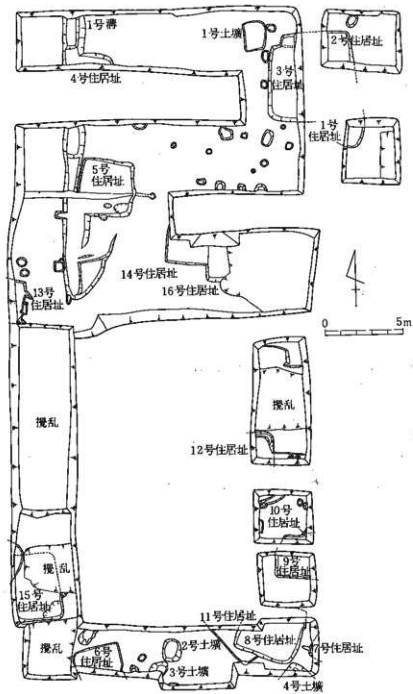 1号溝
1号土壙
2号住居址
4号住居址
3号
住居址
1号
住居址
5号
住居址
14号住居址
16号住居址
13号
住居址
0 5m
攪乱
12号住居址
10号
住居址
攪乱
9号
住居址
15号
住居址
11号住居址
攪乱
6号
住居址
2号土壙
8号住居址
7号住居址
3号土壙
4号土壙